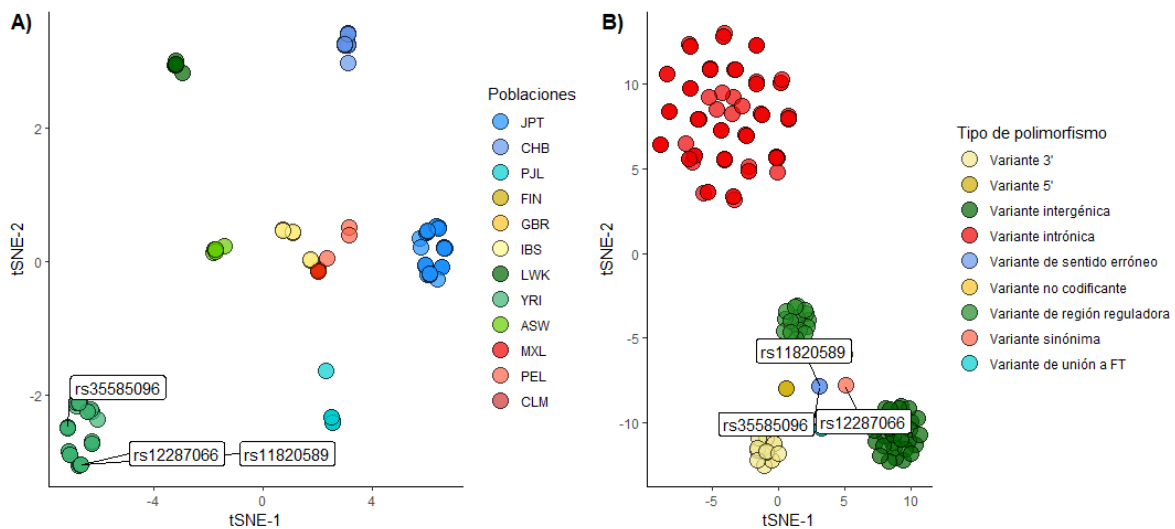 A)
2
0
-2
-4
0
4
tSNE-1
tSNE-2
rs35585096
rs12287066
rs11820589
Poblaciones
JPT
CHB
PJL
FIN
GBR
IBS
LWK
YRI
ASW
MXL
PEL
CLM
B)
10
5
0
-5
-10
-5
0
5
10
tSNE-1
tSNE-2
rs11820589
rs35585096
rs12287066
Tipo de polimorfismo
Variante 3'
Variante 5'
Variante intergénica
Variante intrónica
Variante de sentido erróneo
Variante no codificante
Variante de región reguladora
Variante sinónima
Variante de unión a FT